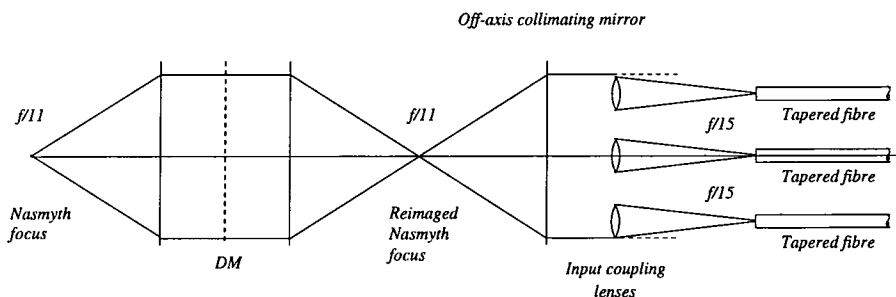 Off-axis collimating mirror
f/11
f/11
f/15
Tapered fibre
f/15
Tapered fibre
Tapered fibre
Nasmyth
focus
DM
Reimaged
Nasmyth
focus
Input coupling
lenses